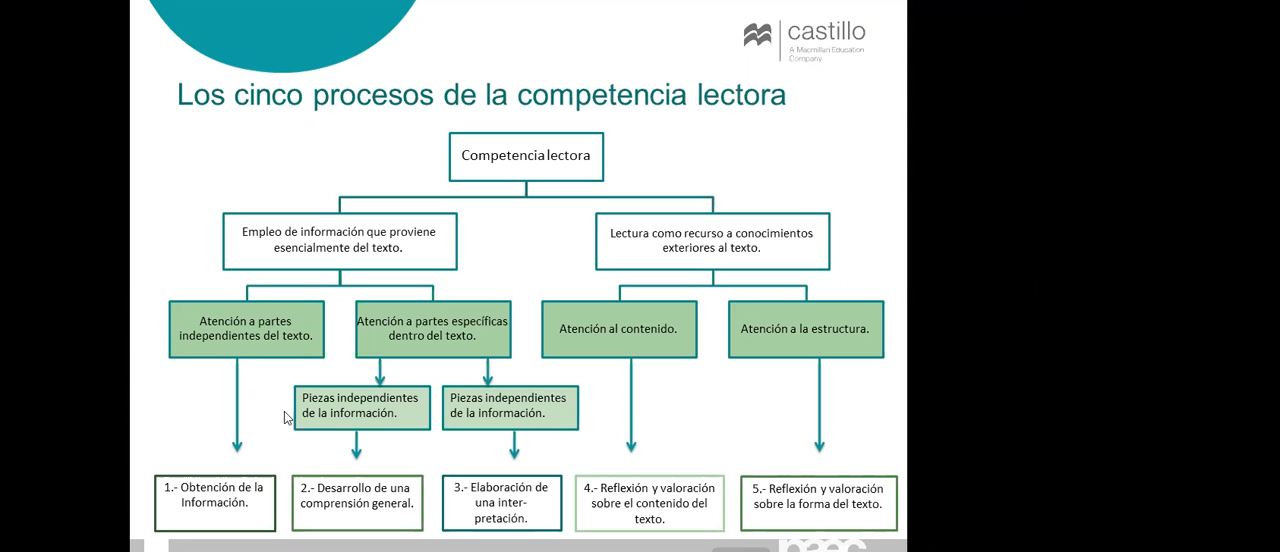 castillo
A Macmillan Education
Company
Los cinco procesos de la competencia lectora
Competencia lectora
Empleo de información que proviene
esencialmente del texto.
Lectura como recurso a conocimientos
exteriores al texto.
Atención a partes
independientes del texto.
Atención a partes específicas
dentro del texto.
Atención al contenido.
Atención a la estructura.
Piezas independientes
de la información.
Piezas independientes
de la información.
1.- Obtención de la
Información.
2.- Desarrollo de una
comprensión general.
3.- Elaboración de
una inter-
pretación.
4.- Reflexión y valoración
sobre el contenido del
texto.
5.- Reflexión y valoración
sobre la forma del texto.